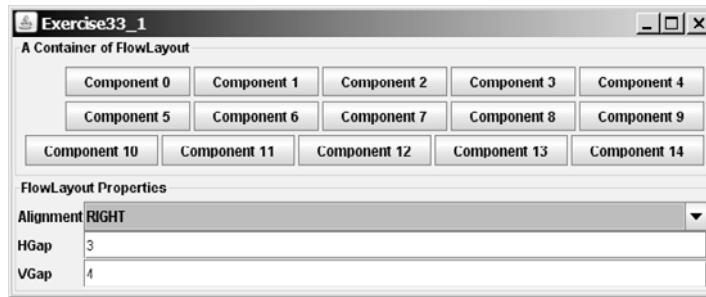 Exercise33_1
A Container of FlowLayout
Component 0 Component 1 Component 2 Component 3 Component 4
Component 5 Component 6 Component 7 Component 8 Component 9
Component 10 Component 11 Component 12 Component 13 Component 14
FlowLayout Properties
Alignment RIGHT
HGap 3
VGap 4